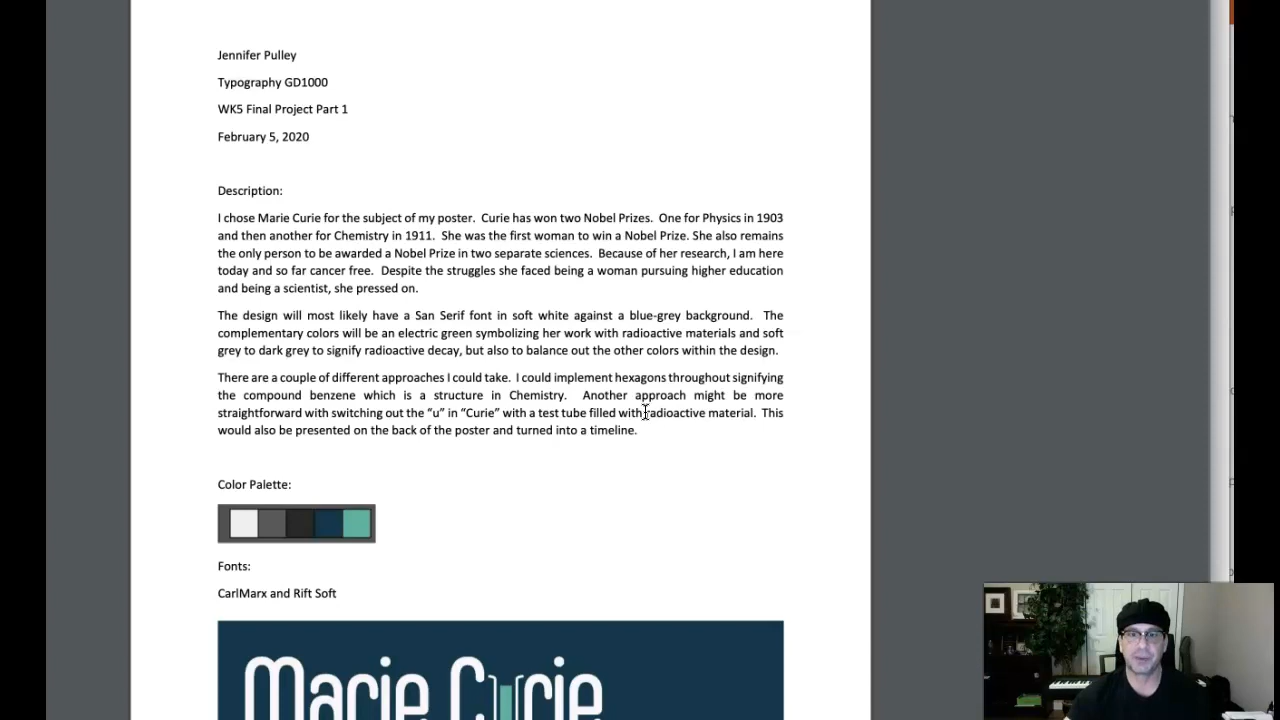 Jennifer Pulley
Typography GD1000
WK5 Final Project Part 1
February 5, 2020
Description:
I chose Marie Curie for the subject of my poster.  Curie has won two Nobel Prizes.  One for Physics in 1903
and then another for Chemistry in 1911.  She was the first woman to win a Nobel Prize. She also remains
the only person to be awarded a Nobel Prize in two separate sciences.  Because of her research, I am here
today and so far cancer free.  Despite the struggles she faced being a woman pursuing higher education
and being a scientist, she pressed on.
The design will most likely have a San Serif font in soft white against a blue-grey background.  The
complementary colors will be an electric green symbolizing her work with radioactive materials and soft
grey to dark grey to signify radioactive decay, but also to balance out the other colors within the design.
There are a couple of different approaches I could take.  I could implement hexagons throughout signifying
the compound benzene which is a structure in Chemistry.  Another approach might be more
straightforward with switching out the “u” in “Curie” with a test tube filled with radioactive material.  This
would also be presented on the back of the poster and turned into a timeline.
Color Palette:
Fonts:
CarlMarx and Rift Soft
Marie Curie